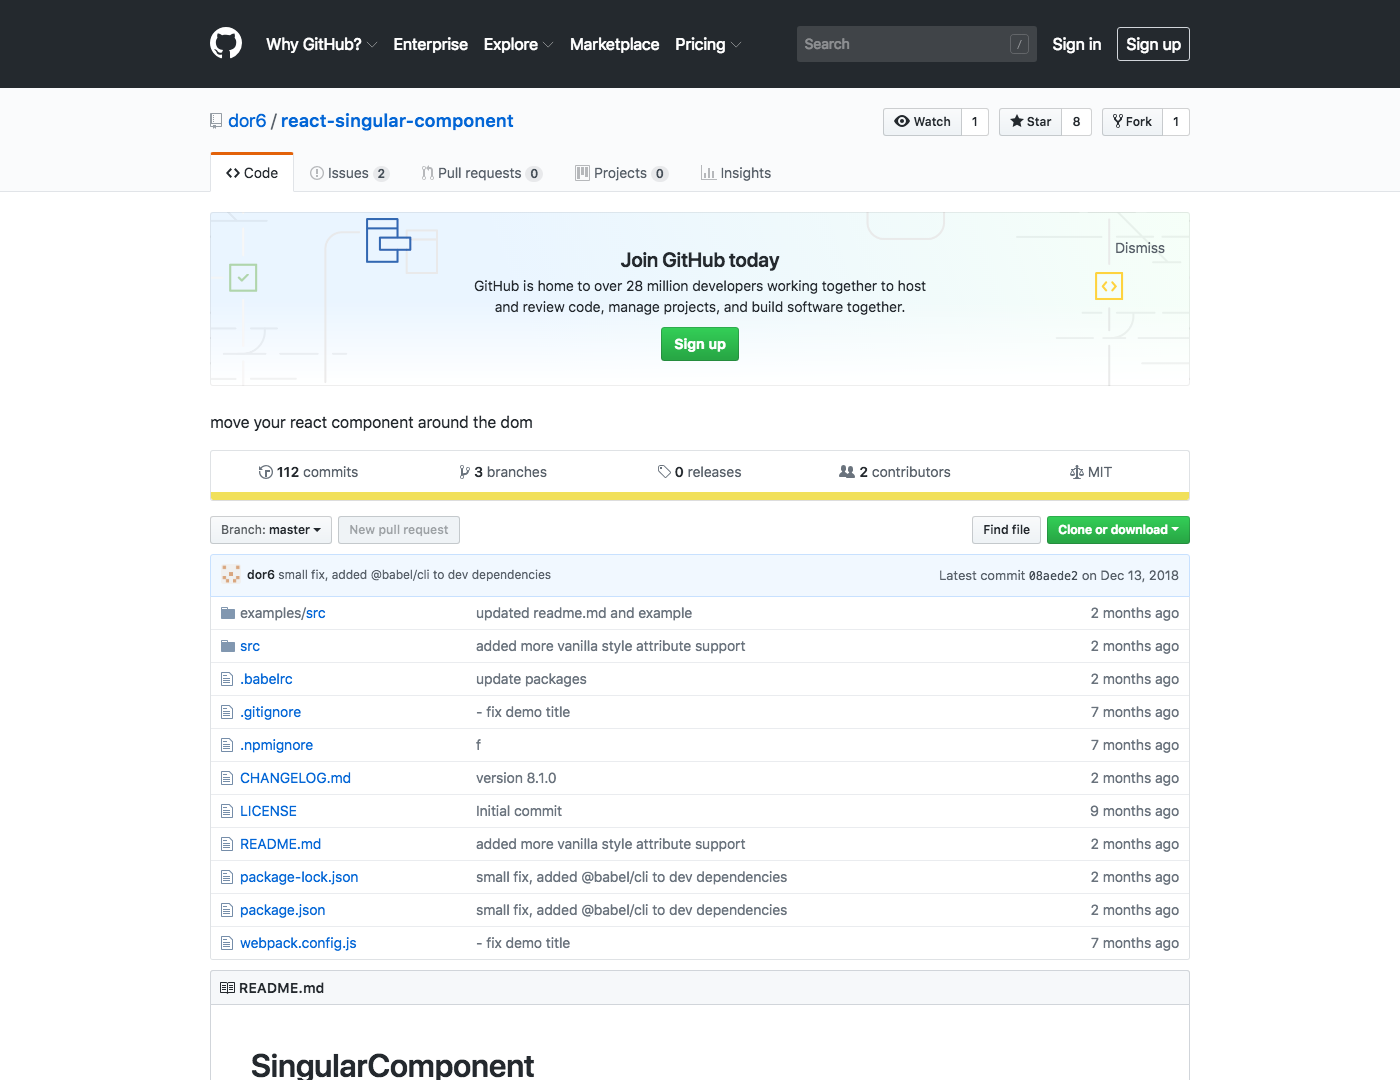 Why GitHub? Enterprise Explore Marketplace Pricing Search / Sign in Sign up
dor6 / react-singular-component Watch 1 Star 8 Fork 1
Code Issues 2 Pull requests 0 Projects 0 Insights
Dismiss
Join GitHub today
GitHub is home to over 28 million developers working together to host
and review code, manage projects, and build software together.
Sign up
move your react component around the dom
112 commits 3 branches 0 releases 2 contributors MIT
Branch: master New pull request Find file Clone or download
dor6 small fix, added @babel/cli to dev dependencies Latest commit 08aede2 on Dec 13, 2018
examples/src updated readme.md and example 2 months ago
src added more vanilla style attribute support 2 months ago
.babelrc update packages 2 months ago
.gitignore - fix demo title 7 months ago
.npmignore f 7 months ago
CHANGELOG.md version 8.1.0 2 months ago
LICENSE Initial commit 9 months ago
README.md added more vanilla style attribute support 2 months ago
package-lock.json small fix, added @babel/cli to dev dependencies 2 months ago
package.json small fix, added @babel/cli to dev dependencies 2 months ago
webpack.config.js - fix demo title 7 months ago
README.md
SingularComponent